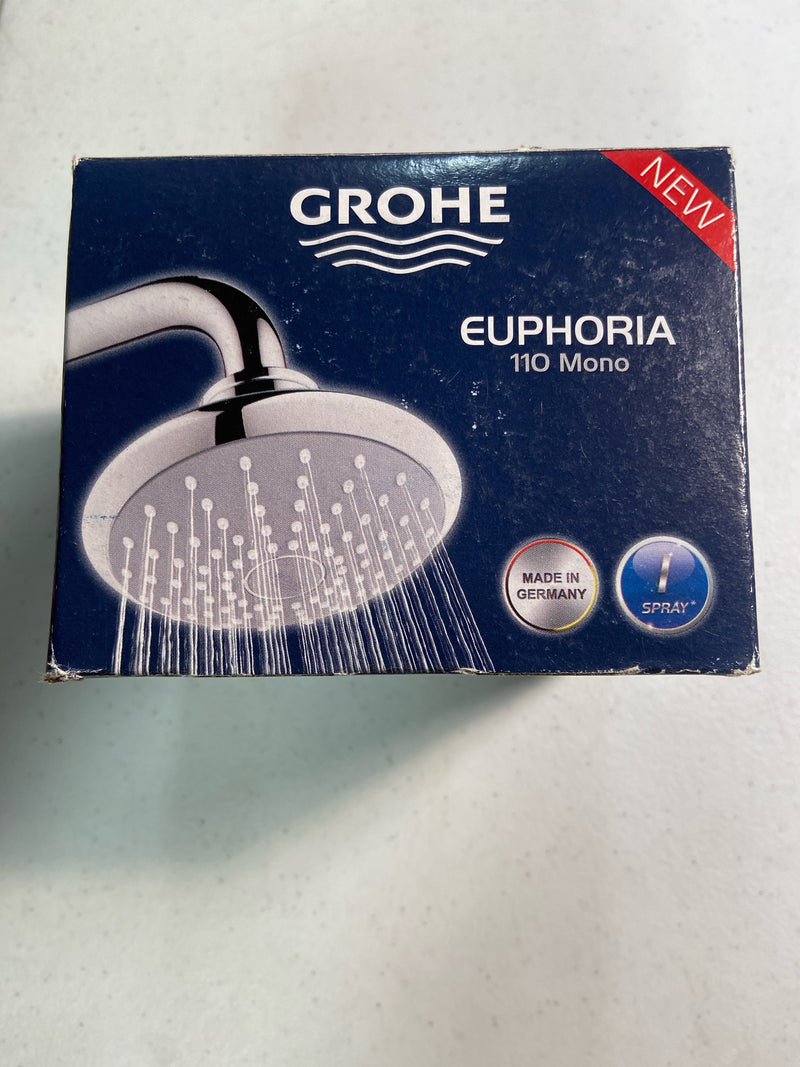 NEW
GROHE
EUPHORIA
110 Mono
MADE IN
GERMANY
1
SPRAY*